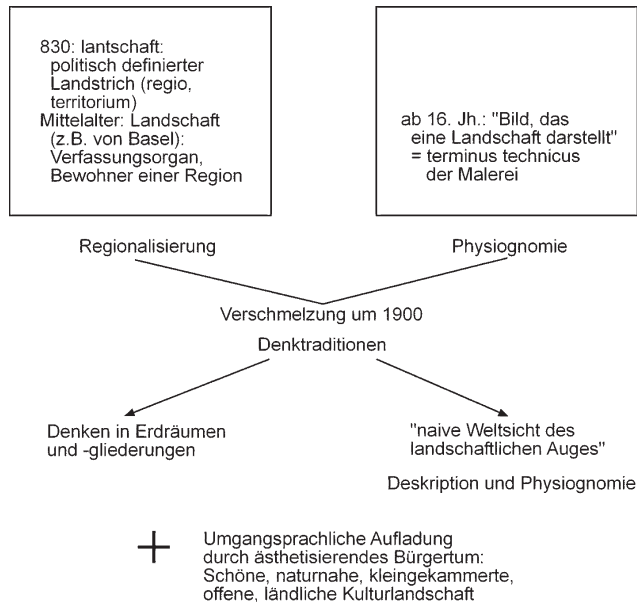 830: lantschaft:
politisch definierter
Landstrich (regio,
territorium)
Mittelalter: Landschaft
(z.B. von Basel):
Verfassungsorgan,
Bewohner einer Region
ab 16. Jh.: "Bild, das
eine Landschaft darstellt"
= terminus technicus
der Malerei
Regionalisierung
Physiognomie
Verschmelzung um 1900
Denktraditionen
Denken in Erdräumen
und -gliederungen
"naive Weltsicht des
landschaftlichen Auges"
Deskription und Physiognomie
+ Umgangsprachliche Aufladung
durch ästhetisierendes Bürgertum:
Schöne, naturnahe, kleingekammerte,
offene, ländliche Kulturlandschaft